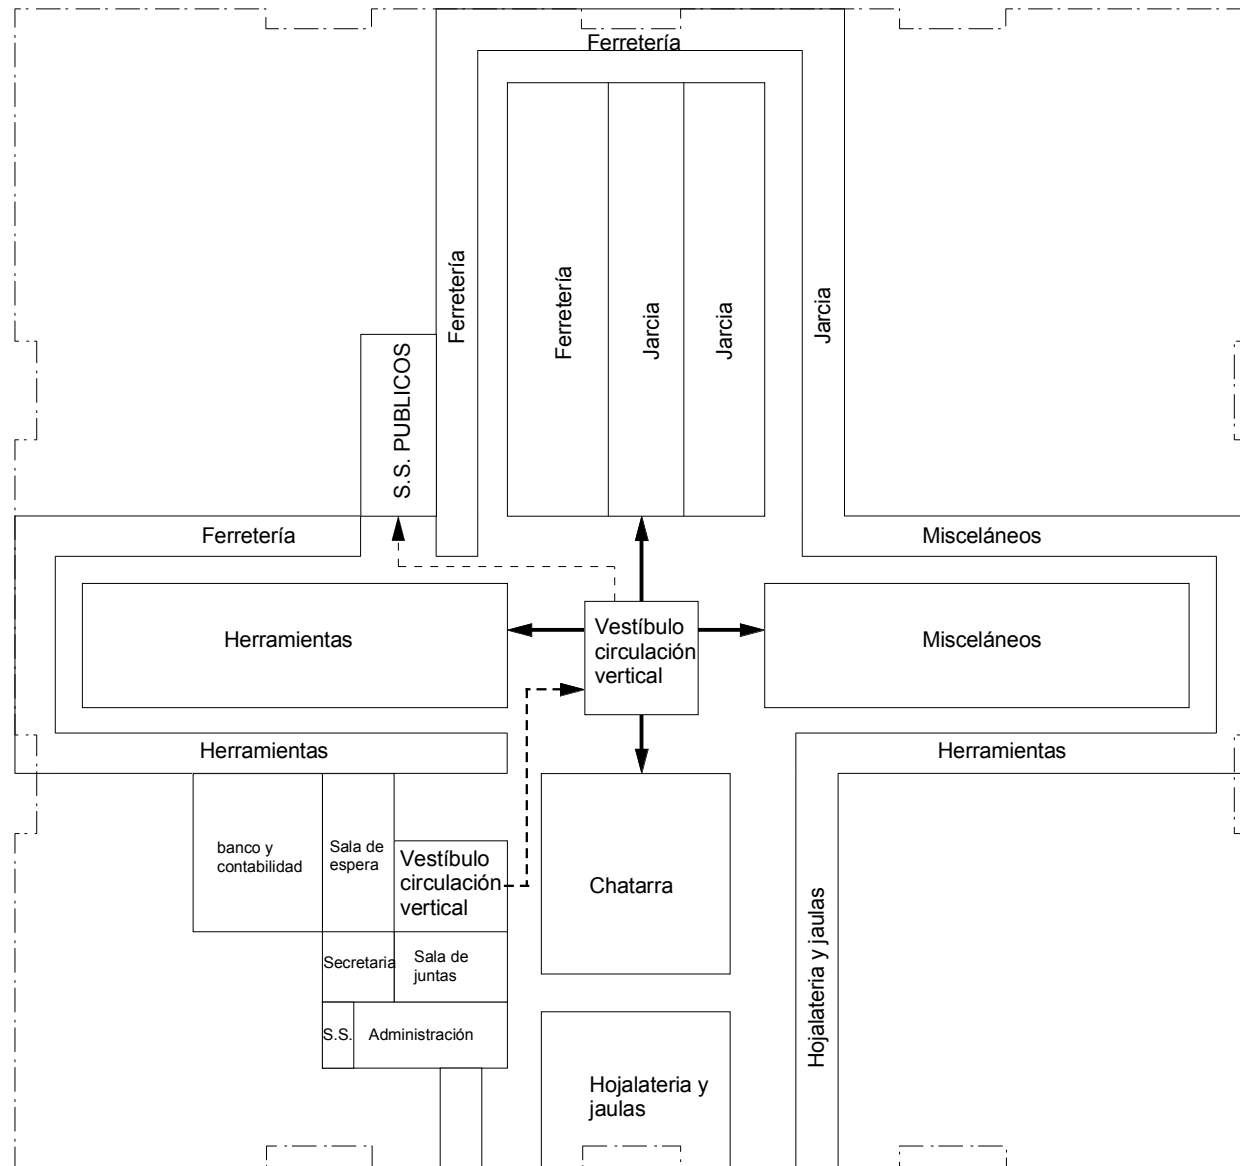 Ferretería
Ferretería
Ferretería
Jarcia
Jarcia
Jarcia
S.S. PUBLICOS
Ferretería
Misceláneos
Herramientas
Vestíbulo
circulación
vertical
Misceláneos
Herramientas
Herramientas
banco y
contabilidad
Sala de
espera
Vestíbulo
circulación
vertical
Chatarra
Hojalateria y jaulas
Secretaria
Sala de
juntas
S.S.
Administración
Hojalateria y
jaulas